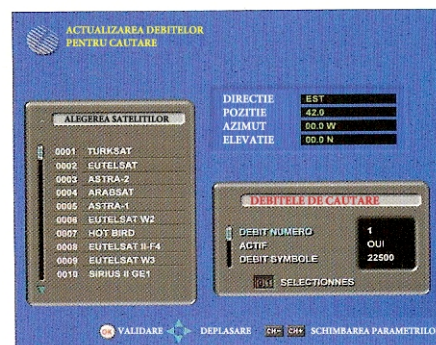 ACTUALIZAREA DEBITELOR
PENTRU CAUTARE
ALEGEREA SATELITILOR
0001 TURKSAT
0002 EUTELSAT
0003 ASTRA-2
0004 ARABSAT
0005 ASTRA-1
0006 EUTELSAT W2
0007 HOT BIRD
0008 EUTELSAT II-F4
0009 EUTELSAT W3
0010 SIRIUS II GE1
DIRECTIE EST
POZITIE 42.0
AZIMUT 00.0 W
ELEVATIE 00.0 N
DEBITELE DE CAUTARE
DEBIT NUMERO 1
ACTIF OUI
DEBIT SYMBOLE 22500
SELECTIONNES
OK VALIDARE DEPLASARE CH- CH+ SCHIMBAREA PARAMETRILO